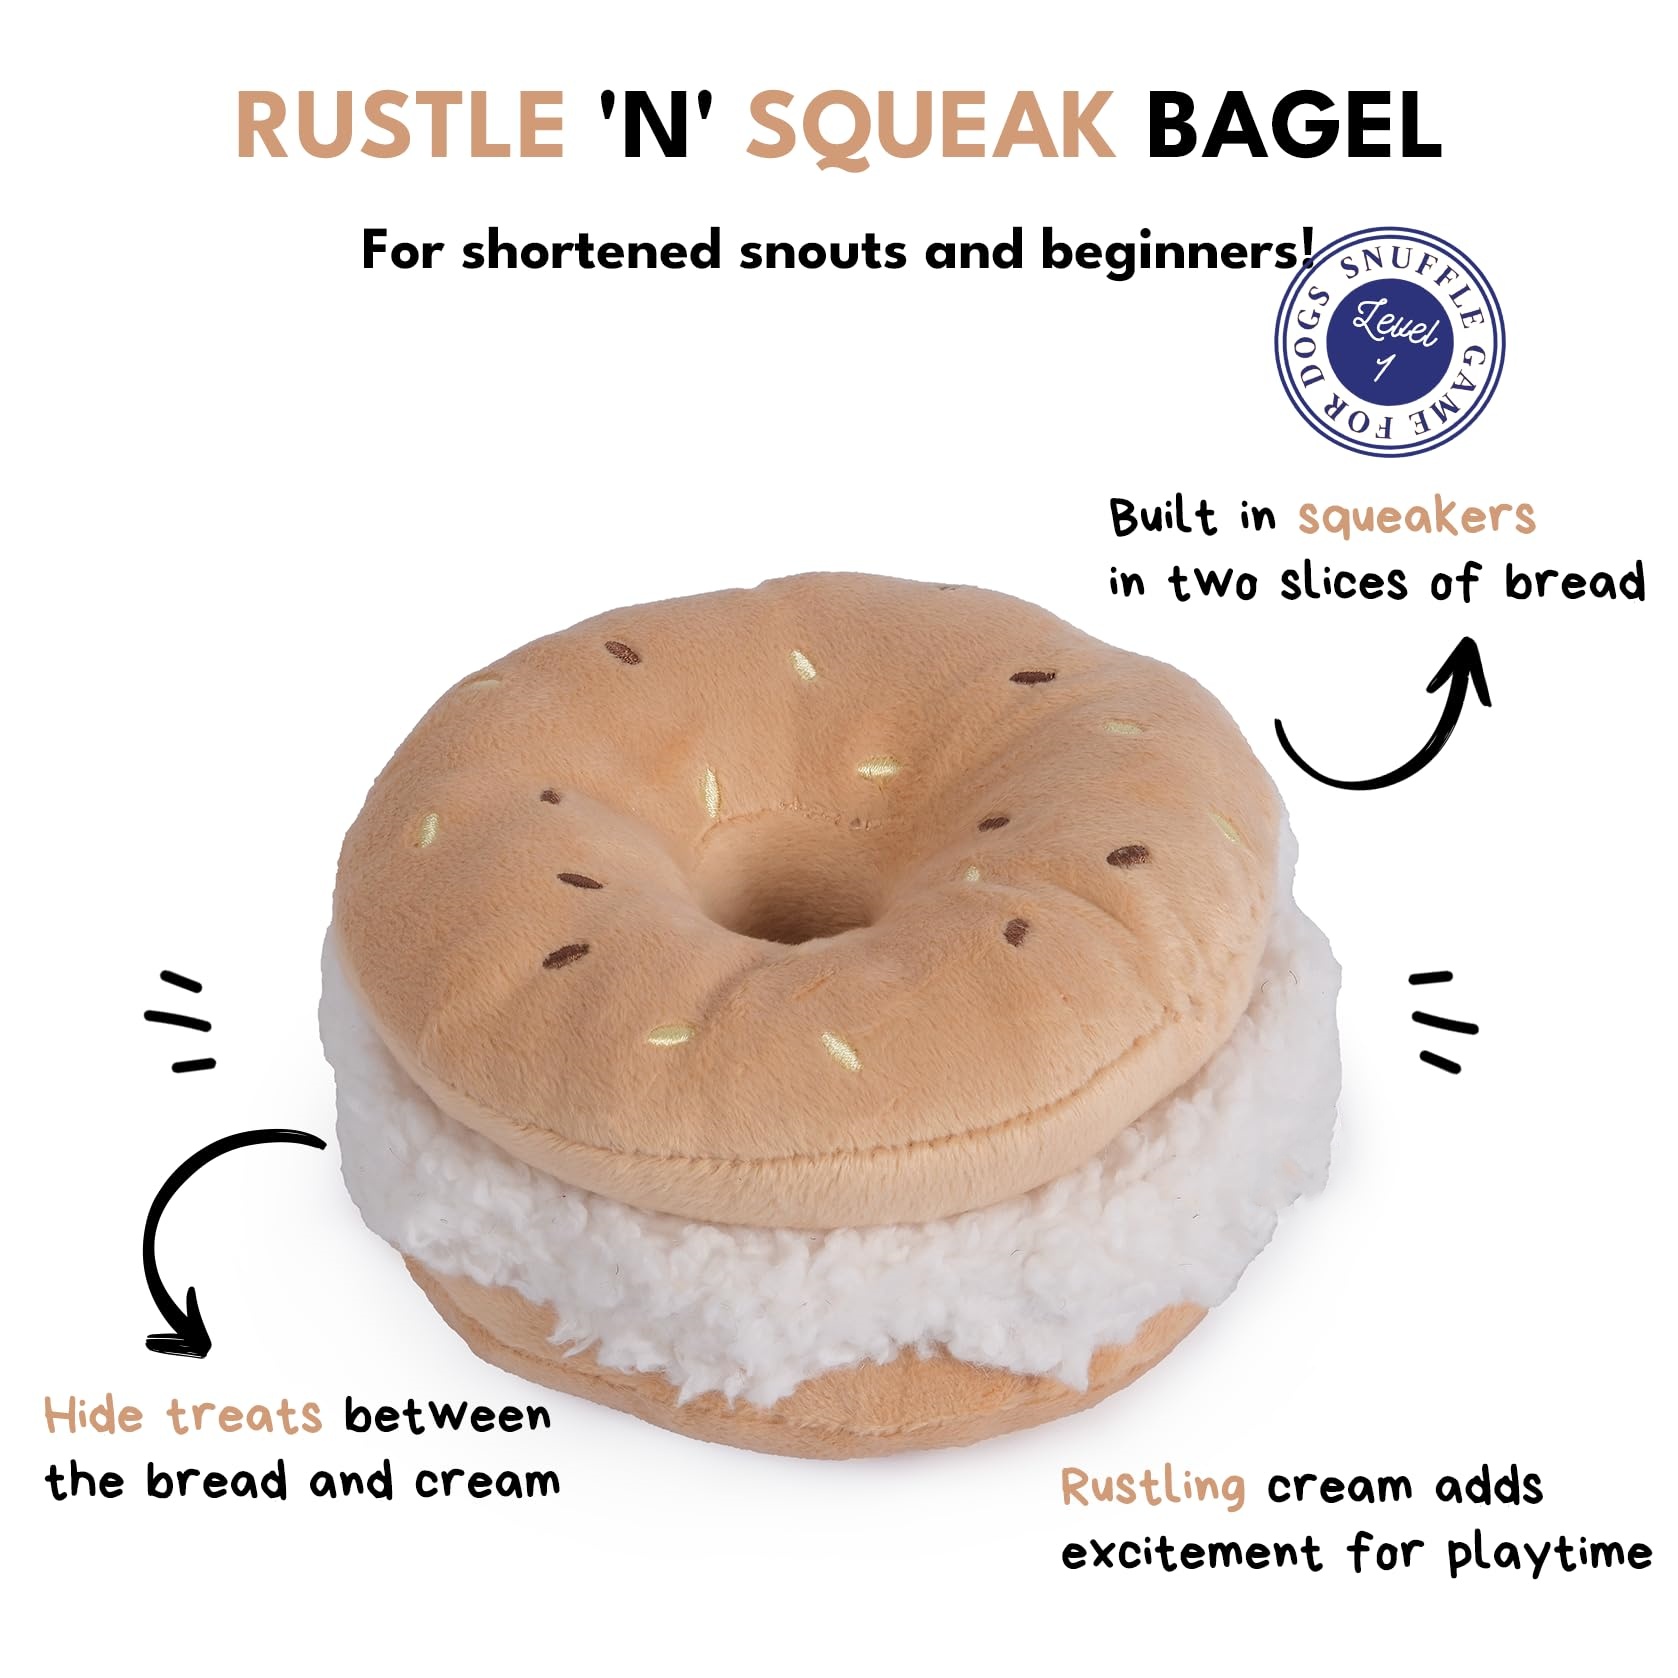 RUSTLE 'N' SQUEAK BAGEL
For shortened snouts and beginners!
SNUFFLE GAME FOR DOGS
Level
1
Built in squeakers
in two slices of bread
Hide treats between
the bread and cream
Rustling cream adds
excitement for playtime